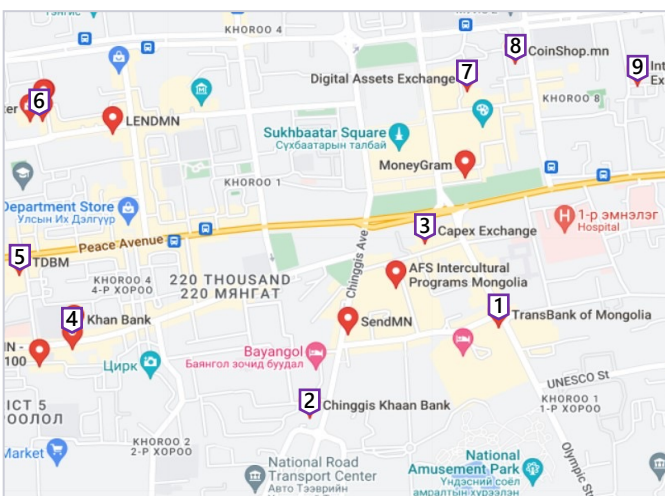 KHOROO 4
8
CoinShop.mn
7
Digital Assets Exchange
9
Int
Ex
KHOROO 8
6
ter
LENDMN
Sukhbaatar Square
Сүхбаатарын талбай
MoneyGram
KHOROO 1
Department Store
Улсын Их Дэлгүүр
1-р эмнэлэг
Hospital
3
Capex Exchange
Peace Avenue
5
TDBM
Chinggis Ave
AFS Intercultural
Programs Mongolia
KHOROO 4
4-Р ХОРОО
220 THOUSAND
220 МЯНГАТ
1
TransBank of Mongolia
4
Khan Bank
SendMN
N -
100
Bayangol
Баянгол зочид буудал
Цирк
UNESCO St
2
Chinggis Khaan Bank
KHOROO 1
1-Р ХОРОО
ICT 5
РООЛОЛ
KHOROO 2
2-Р ХОРОО
Market
Olympic St
National Road
Transport Center
Авто Тээврийн
National
Amusement Park
Үндэсний соёл
амралтын хүрээлэн